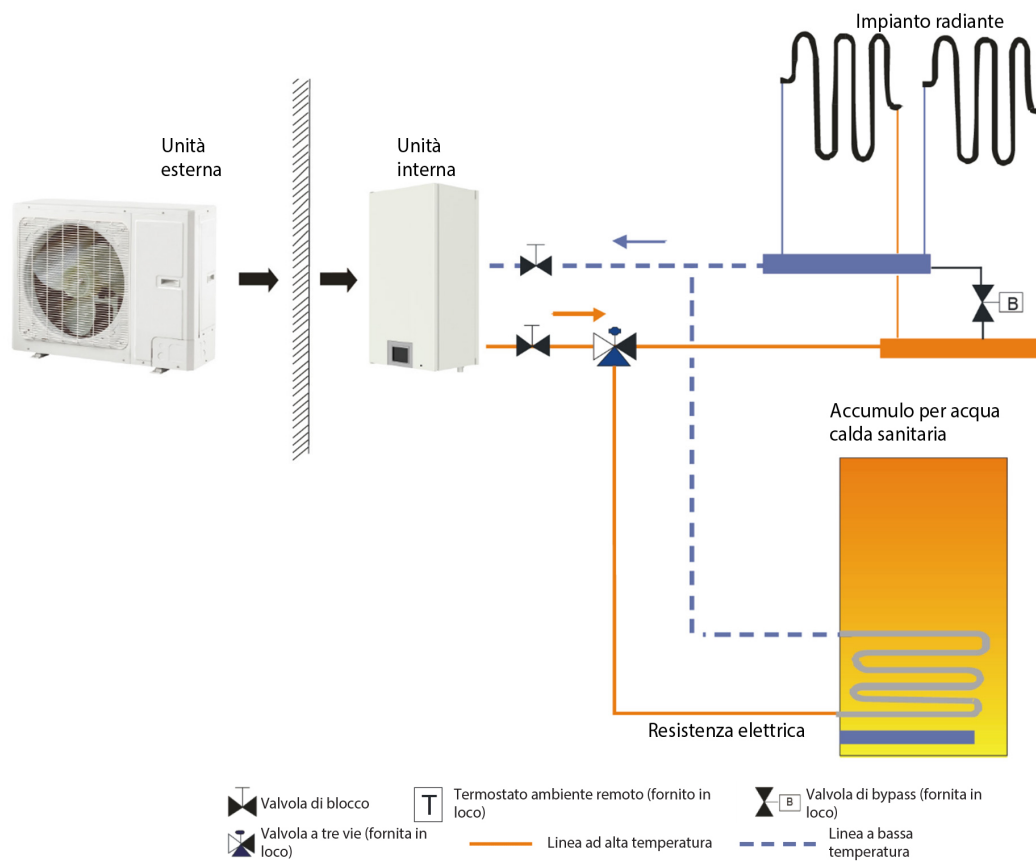 Impianto radiante
Unità
esterna
Unità
interna
B
Accumulo per acqua
calda sanitaria
Resistenza elettrica
Valvola di blocco
T
Termostato ambiente remoto (fornito in
loco)
B
Valvola di bypass (fornita in
loco)
Valvola a tre vie (fornita in
loco)
Linea ad alta temperatura
Linea a bassa
temperatura